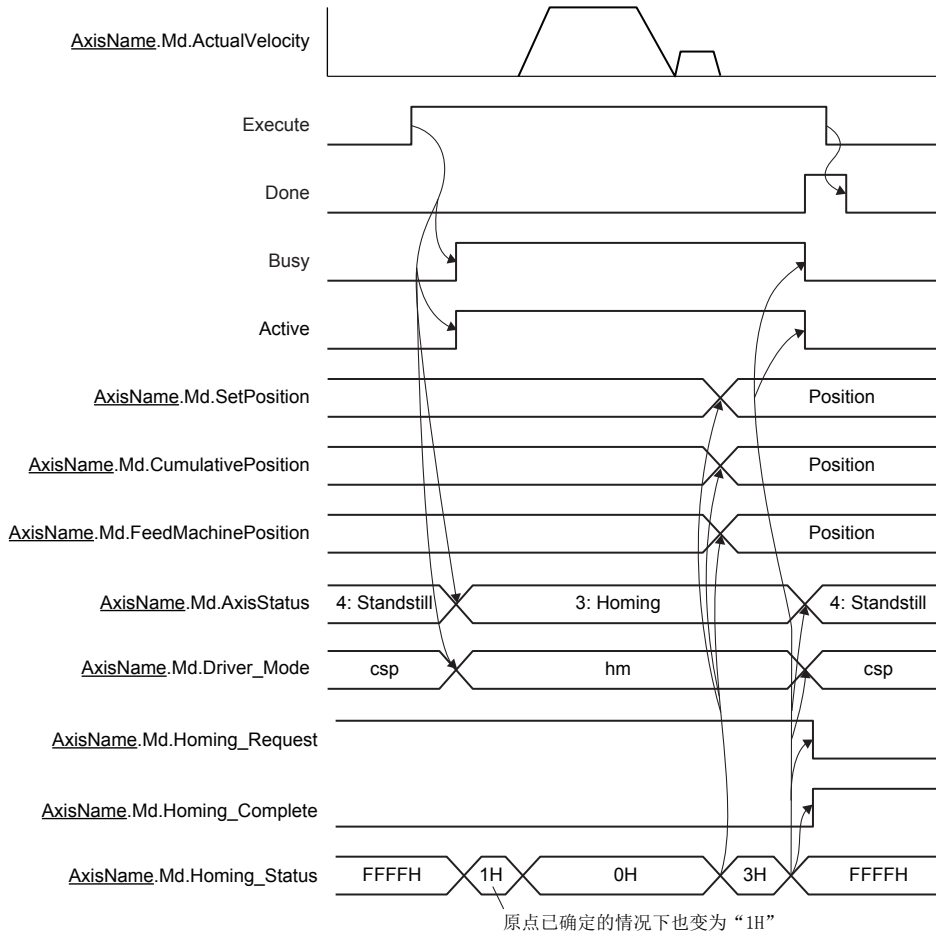 AxisName.Md.ActualVelocity
Execute
Done
Busy
Active
AxisName.Md.SetPosition Position
AxisName.Md.CumulativePosition Position
AxisName.Md.FeedMachinePosition Position
AxisName.Md.AxisStatus 4: Standstill 3: Homing 4: Standstill
AxisName.Md.Driver_Mode csp hm csp
AxisName.Md.Homing_Request
AxisName.Md.Homing_Complete
AxisName.Md.Homing_Status FFFFH 1H 0H 3H FFFFH
原点已确定的情况下也变为“1H”